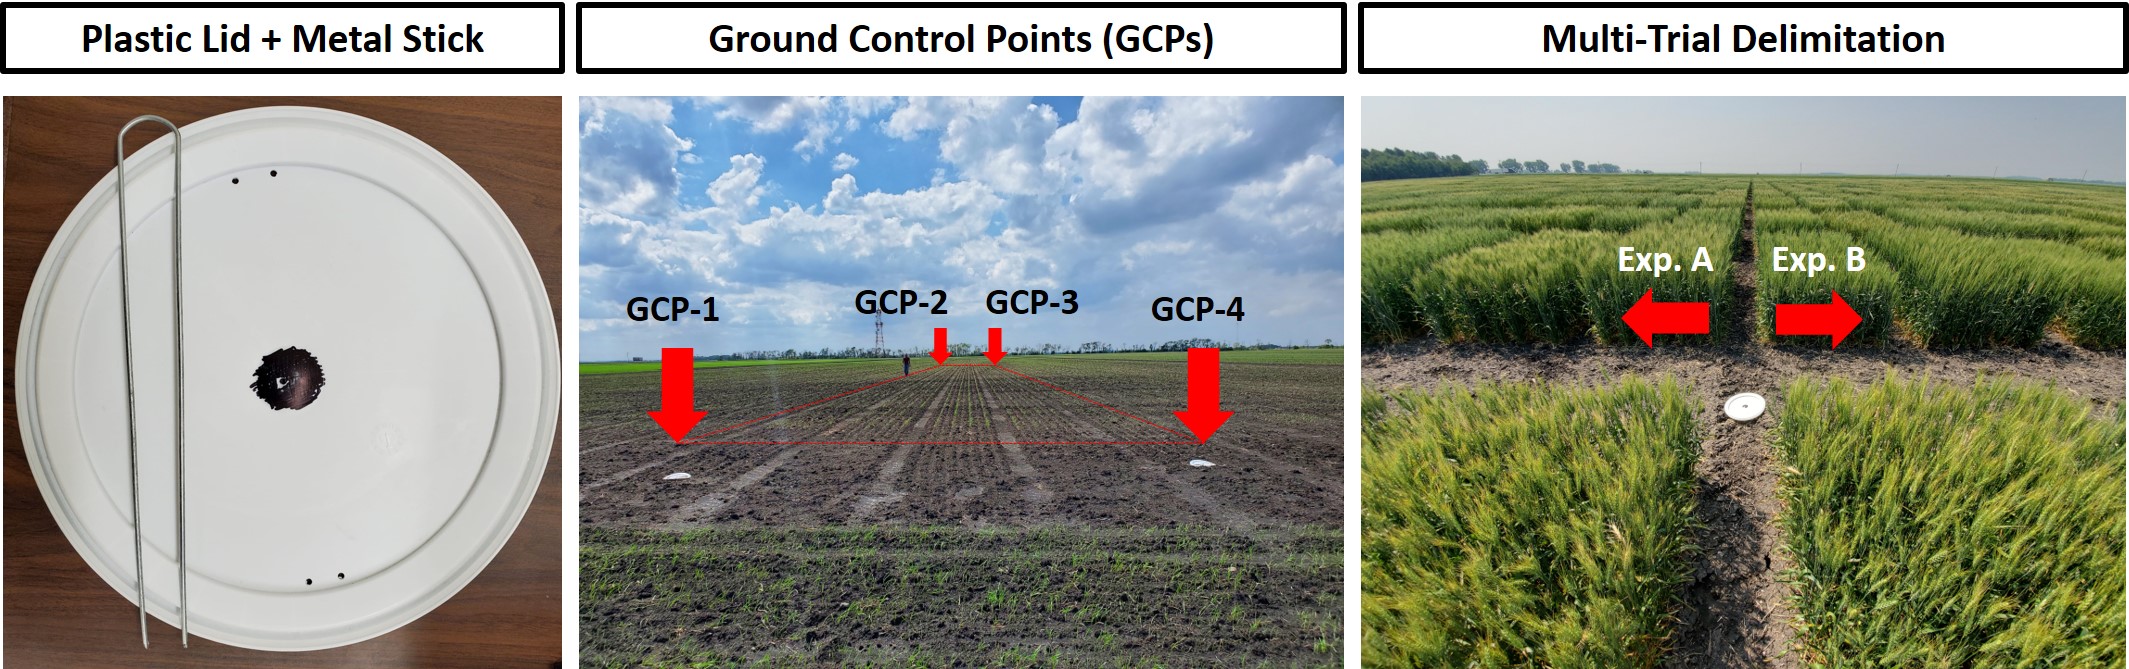 Plastic Lid + Metal Stick
Ground Control Points (GCPs)
Multi-Trial Delimitation
GCP-1
GCP-2
GCP-3
GCP-4
Exp. A
Exp. B